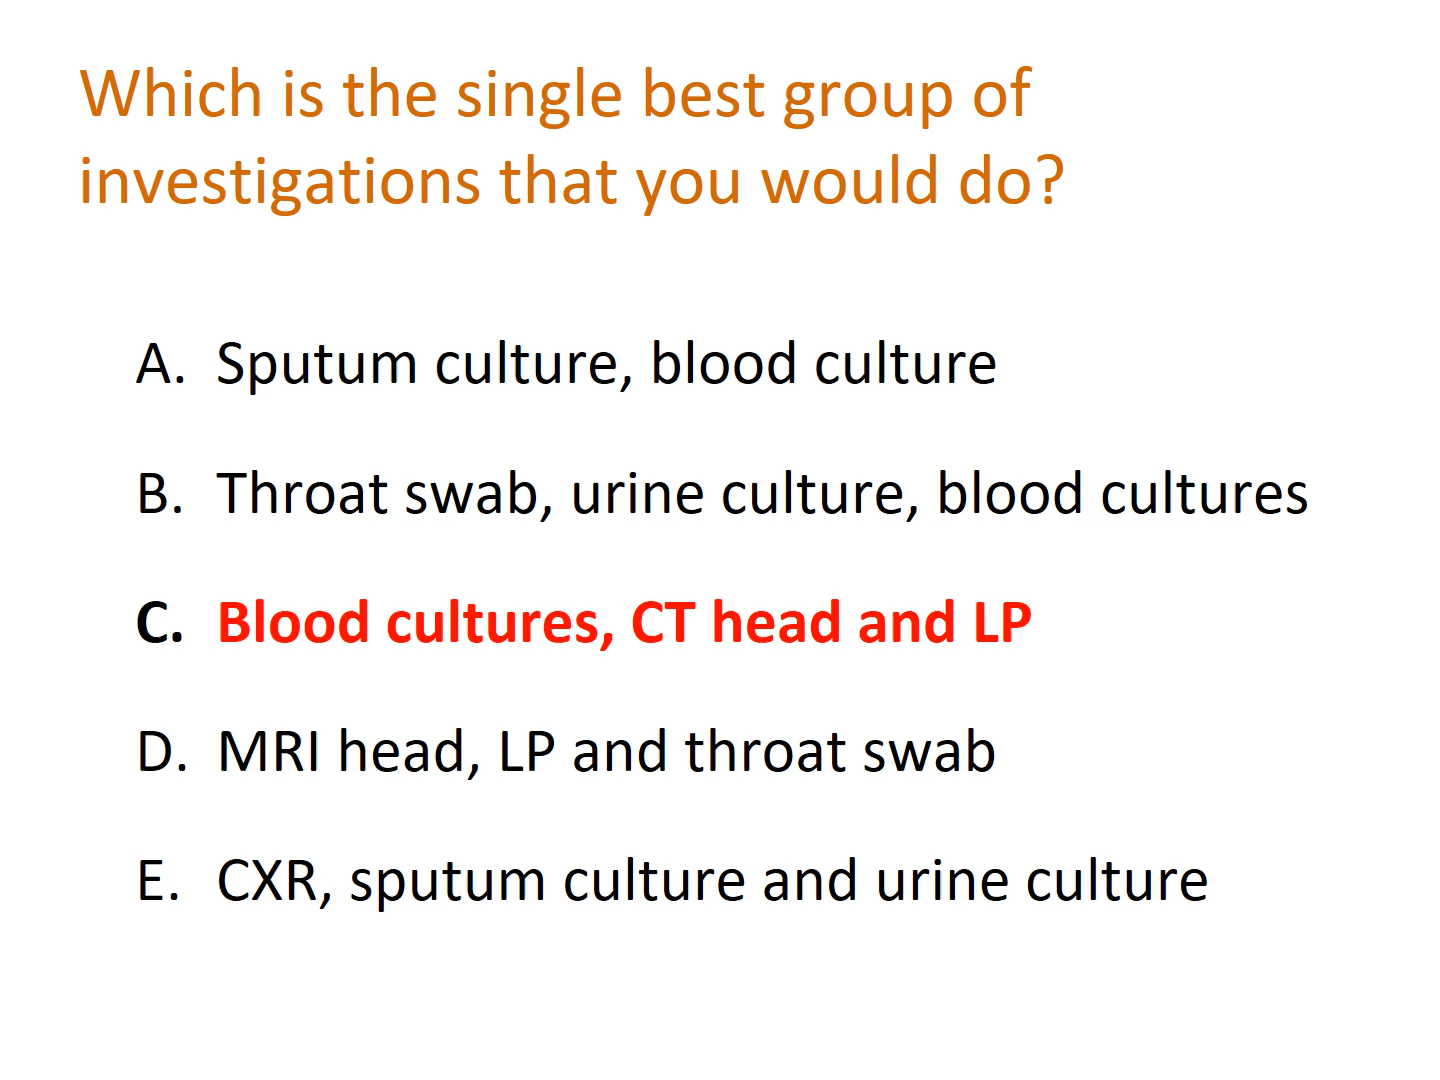 Which is the single best group of
investigations that you would do?
A. Sputum culture, blood culture
B. Throat swab, urine culture, blood cultures
C. Blood cultures, CT head and LP
D. MRI head, LP and throat swab
E. CXR, sputum culture and urine culture